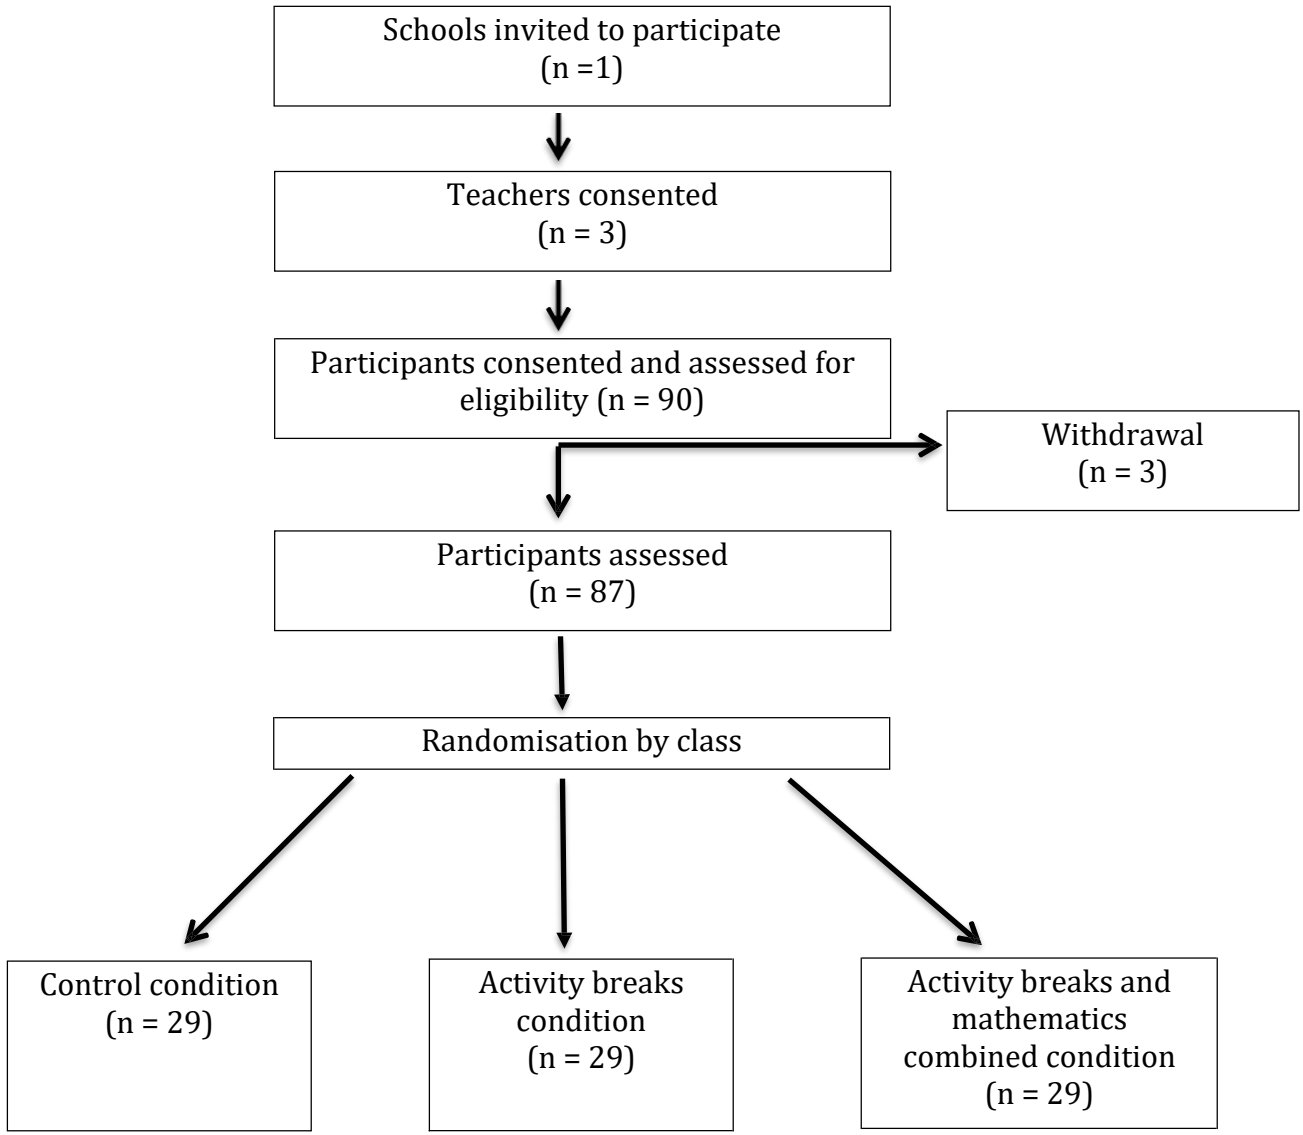 Schools invited to participate
(n =1)
Teachers consented
(n = 3)
Participants consented and assessed for
eligibility (n = 90)
Withdrawal
(n = 3)
Participants assessed
(n = 87)
Randomisation by class
Control condition
(n = 29)
Activity breaks
condition
(n = 29)
Activity breaks and
mathematics
combined condition
(n = 29)